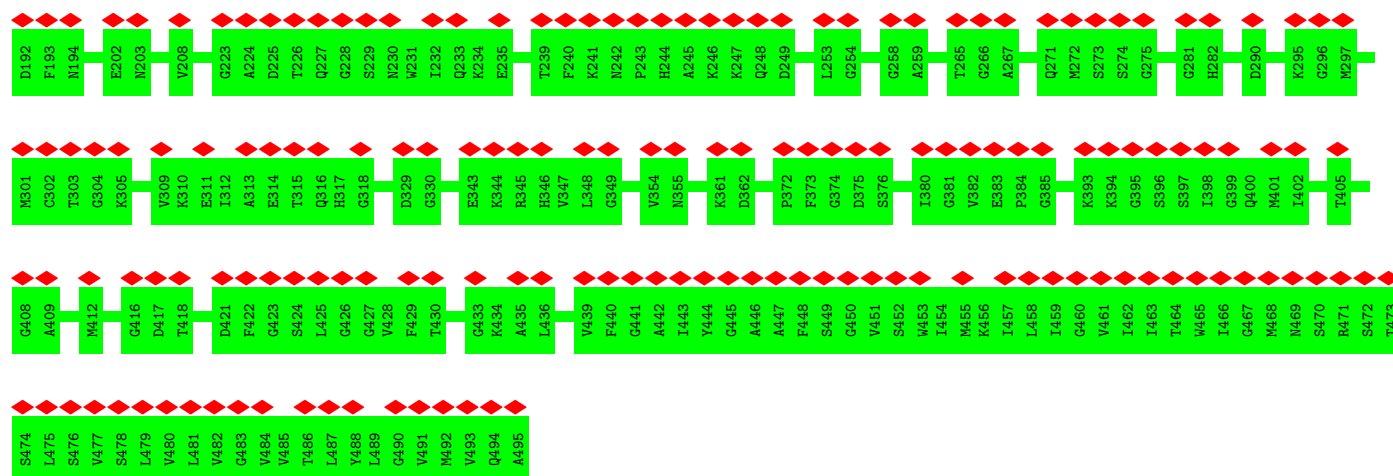 D192 F193 N194 E202 N203 V208 G223 A224 D225 T226 Q227 G228 S229 N230 W231 I232 Q233 K234 E235 T239 F240 K241 N242 P243 H244 A245 K246 K247 Q248 D249 L253 G254 G258 A259 T265 G266 A267 Q271 M272 S273 S274 G275 G281 H282 D290 K295 G296 M297
M301 C302 T303 G304 K305 V309 K310 E311 I312 A313 E314 T315 Q316 H317 G318 D329 G330 E343 K344 R345 H346 V347 L348 G349 V354 N355 K361 D362 P372 F373 G374 D375 S376 I380 G381 V382 E383 P384 G385 K393 K394 G395 S396 S397 I398 G399 Q400 M401 I402 T405
G408 A409 M412 G416 D417 T418 D421 F422 G423 S424 L425 G426 G427 V428 F429 T430 G433 K434 A435 L436 V439 F440 G441 A442 I443 Y444 G445 A446 A447 F448 S449 G450 V451 S452 W453 I454 M455 K456 I457 L458 I459 G460 V461 I462 I463 T464 W465 I466 G467 M468 N469 S470 R471 S472 T473
S474 L475 S476 V477 S478 L479 V480 L481 V482 G483 V484 V485 T486 L487 Y488 L489 G490 V491 M492 V493 Q494 A495